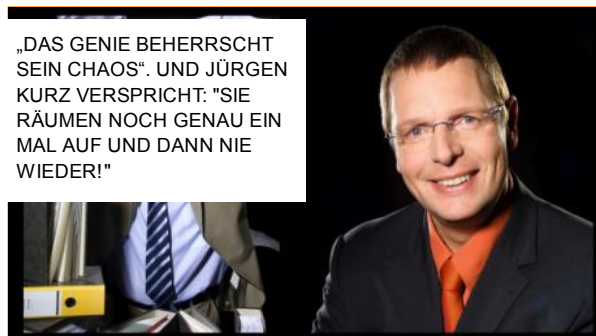 „DAS GENIE BEHERRSCHT
SEIN CHAOS“. UND JÜRGEN
KURZ VERSPRICHT: "SIE
RÄUMEN NOCH GENAU EIN
MAL AUF UND DANN NIE
WIEDER!"